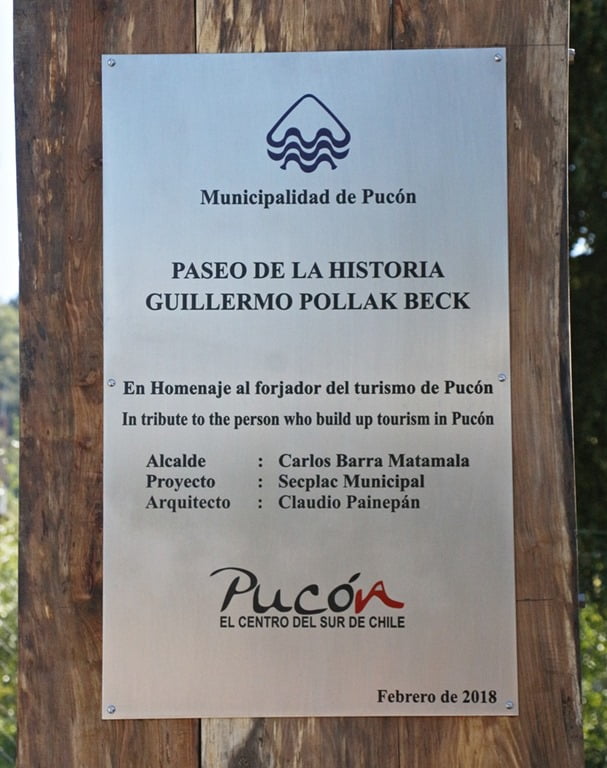 Municipalidad de Pucón
PASEO DE LA HISTORIA
GUILLERMO POLLAK BECK
En Homenaje al forjador del turismo de Pucón
In tribute to the person who build up tourism in Pucón
Alcalde : Carlos Barra Matamala
Proyecto : Secplac Municipal
Arquitecto : Claudio Painepán
Pucón
EL CENTRO DEL SUR DE CHILE
Febrero de 2018